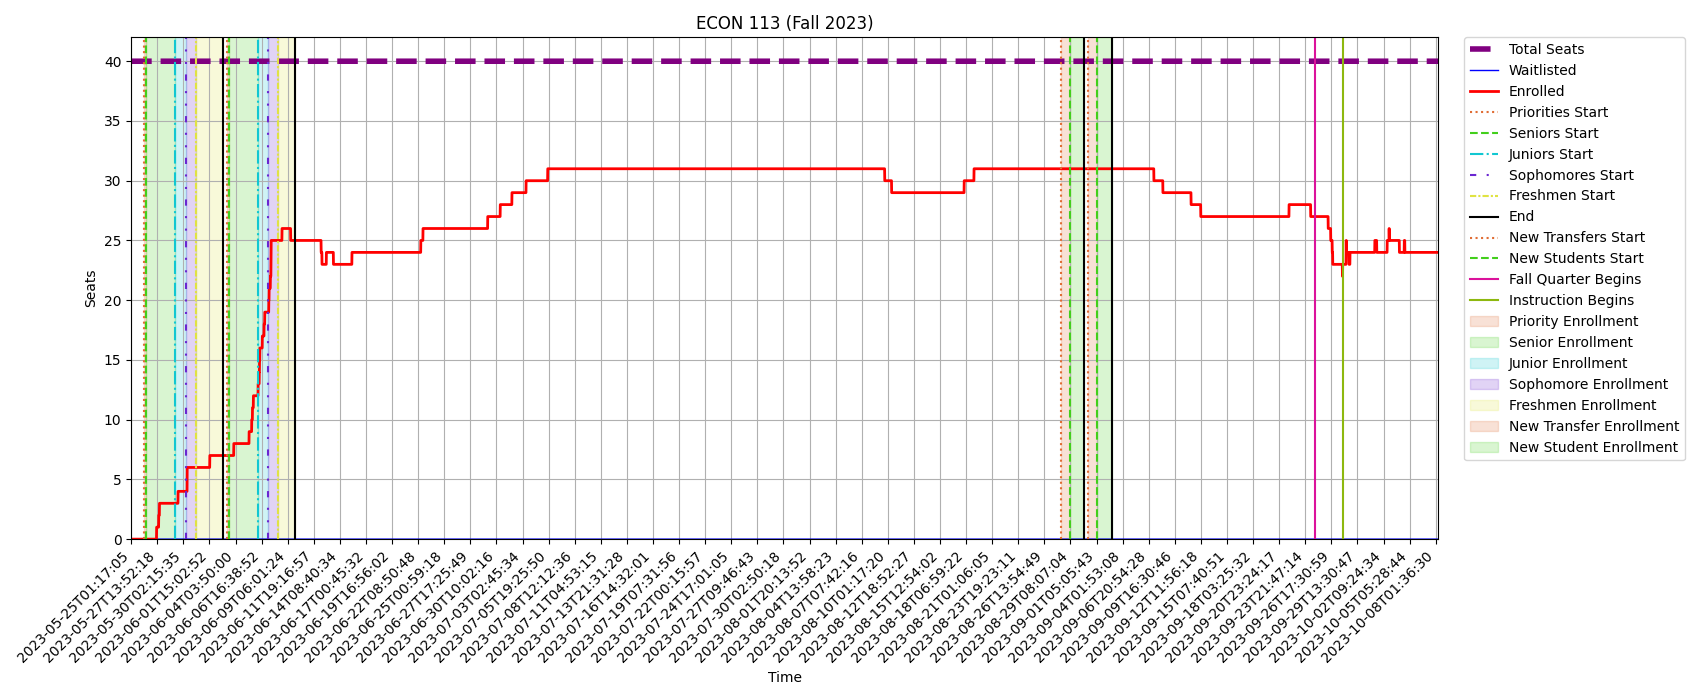 ECON 113 (Fall 2023)
Seats
40
35
30
25
20
15
10
5
0
2023-05-25T01:17:05
2023-05-27T13:52:18
2023-05-30T02:15:35
2023-06-01T15:02:52
2023-06-04T03:50:00
2023-06-06T16:38:52
2023-06-09T06:01:24
2023-06-11T19:16:57
2023-06-14T08:40:34
2023-06-17T00:45:32
2023-06-19T16:56:02
2023-06-22T08:50:48
2023-06-25T00:59:18
2023-06-27T17:25:49
2023-06-30T10:02:16
2023-07-03T02:45:34
2023-07-05T19:25:50
2023-07-08T12:12:36
2023-07-11T04:53:15
2023-07-13T21:31:28
2023-07-16T14:32:01
2023-07-19T07:31:56
2023-07-22T00:15:57
2023-07-24T17:01:05
2023-07-27T09:46:43
2023-07-30T02:50:18
2023-08-01T20:13:52
2023-08-04T13:58:23
2023-08-07T07:42:16
2023-08-10T01:17:20
2023-08-12T18:52:27
2023-08-15T12:54:02
2023-08-18T06:59:22
2023-08-21T01:06:05
2023-08-23T19:23:11
2023-08-26T13:54:49
2023-08-29T08:07:04
2023-09-01T05:05:43
2023-09-04T01:53:08
2023-09-06T20:54:28
2023-09-09T16:30:46
2023-09-12T11:56:18
2023-09-15T07:40:51
2023-09-18T03:25:32
2023-09-20T23:24:17
2023-09-23T21:47:14
2023-09-26T17:30:59
2023-09-29T13:30:47
2023-10-02T09:24:34
2023-10-05T05:28:44
2023-10-08T01:36:30
Time
Total Seats
Waitlisted
Enrolled
Priorities Start
Seniors Start
Juniors Start
Sophomores Start
Freshmen Start
End
New Transfers Start
New Students Start
Fall Quarter Begins
Instruction Begins
Priority Enrollment
Senior Enrollment
Junior Enrollment
Sophomore Enrollment
Freshmen Enrollment
New Transfer Enrollment
New Student Enrollment